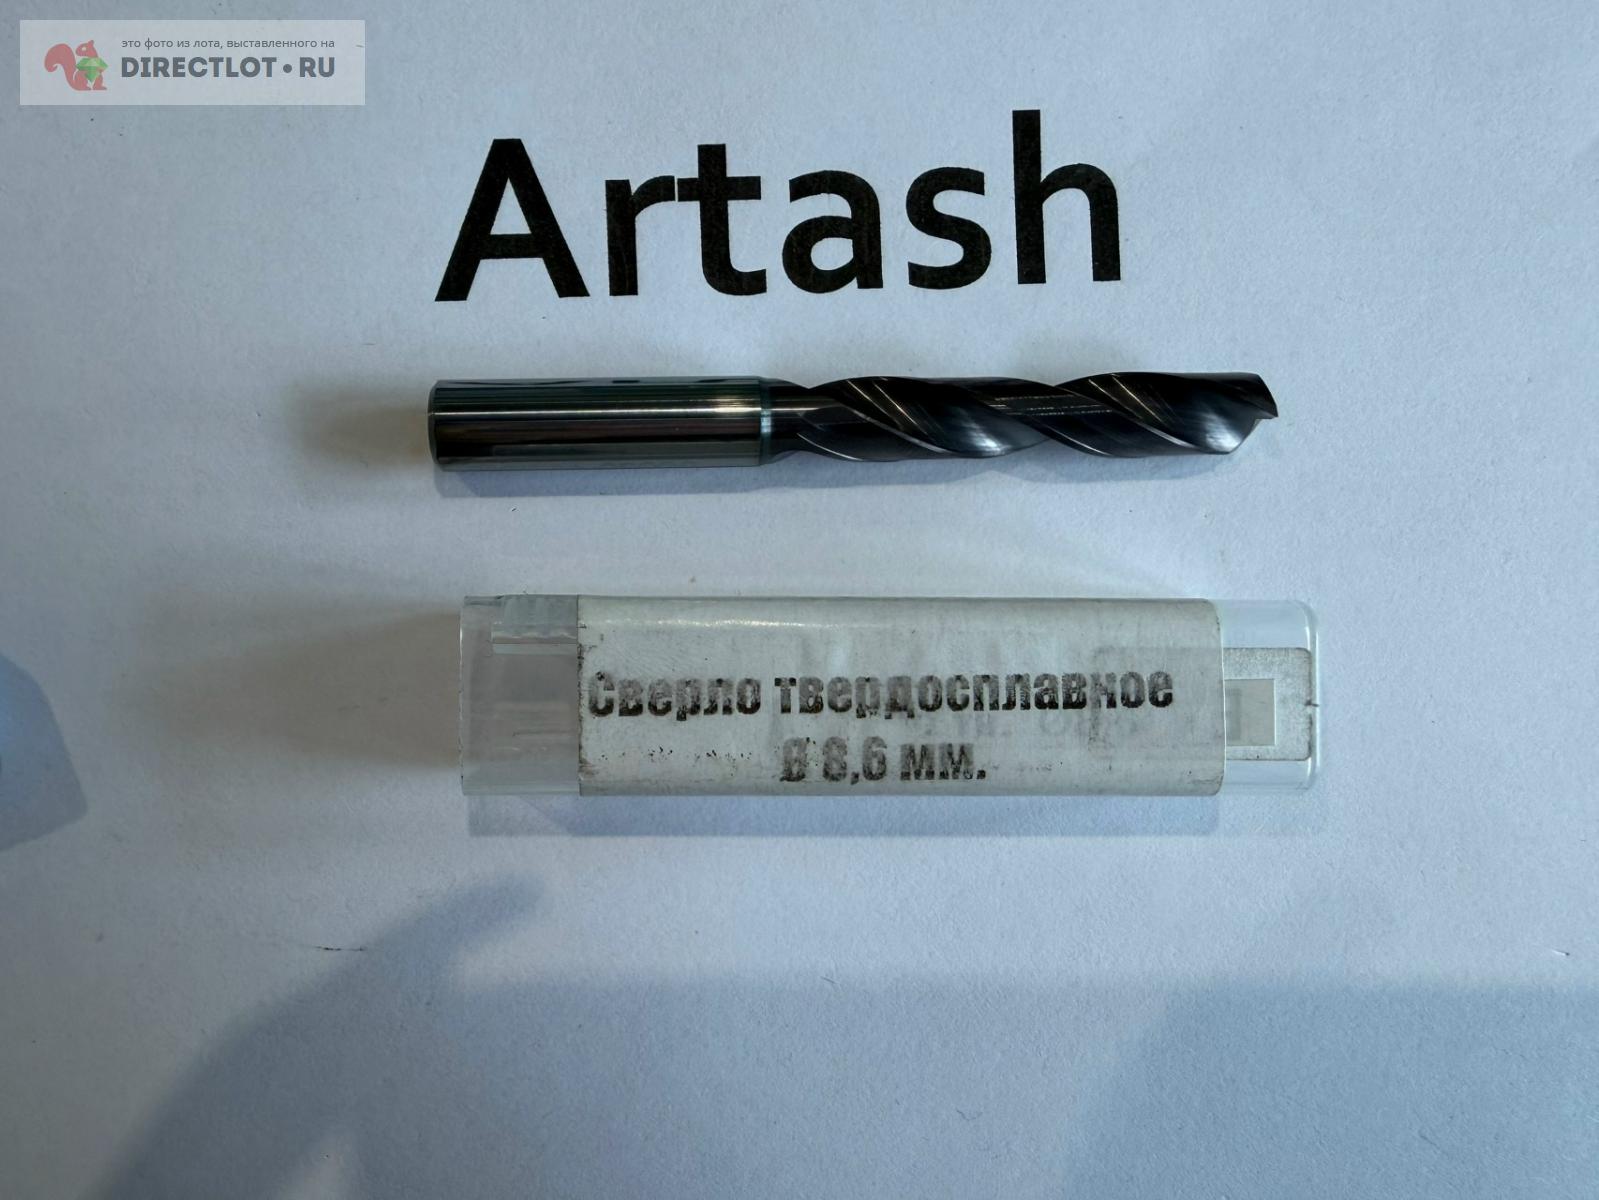 это фото из лота, выставленного на
DIRECTLOT•RU
Artash
Сверло твердосплавное
Ø 8,6 мм.